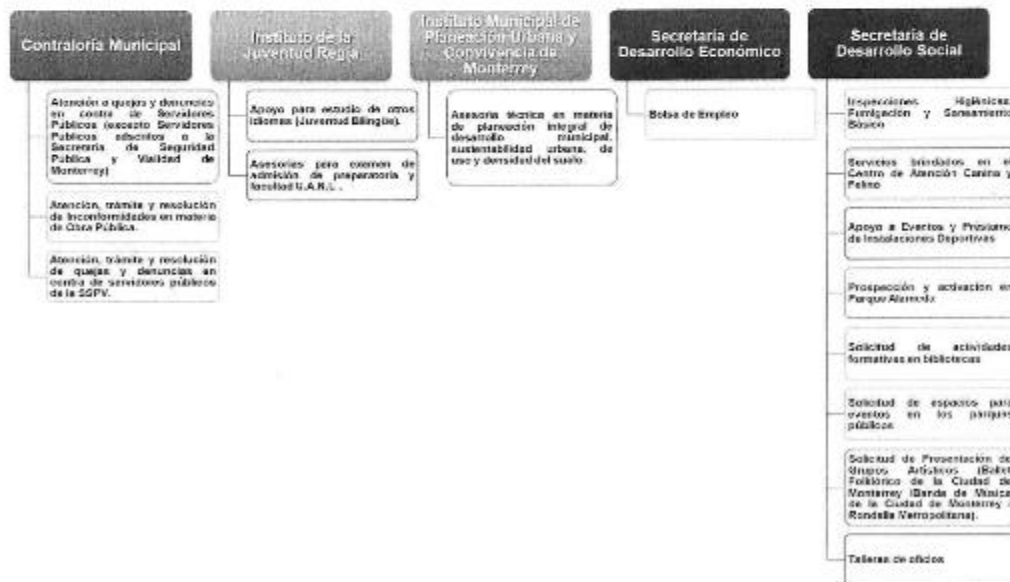 Contraloría Municipal
Atención a quejas y denuncias
en contra de Servidores
Públicos (excepto Servidores
Públicos adscritos a la
Secretaría de Seguridad
Pública y Vialidad de
Monterrey)
Atención, trámite y resolución
de Inconformidades en materia
de Obra Pública.
Atención, trámite y resolución
de quejas y denuncias en
contra de servidores públicos
de la SSPV.
Instituto de la
Juventud Regia
Apoyo para estudio de otros
idiomas (Juventud Bilingüe).
Asesorías para examen de
admisión de preparatoria y
facultad U.A.N.L .
Instituto Municipal de
Planeación Urbana y
Convivencia de
Monterrey
Asesoría técnica en materia
de planeación integral de
desarrollo municipal,
sustentabilidad urbana, de
uso y densidad del suelo.
Secretaría de
Desarrollo Económico
Bolsa de Empleo
Secretaría de
Desarrollo Social
Inspecciones Higiénicas,
Fumigación y Saneamiento
Básico
Servicios brindados en el
Centro de Atención Canina y
Felino
Apoyo a Eventos y Préstamo
de Instalaciones Deportivas
Prospección y activación en
Parque Alameda
Solicitud de actividades
formativas en bibliotecas
Solicitud de espacios para
eventos en los parques
públicos
Solicitud de Presentación de
Grupos Artísticos (Ballet
Folklórico de la Ciudad de
Monterrey /Banda de Música
de la Ciudad de Monterrey /
Rondalla Metropolitana).
Talleres de oficios